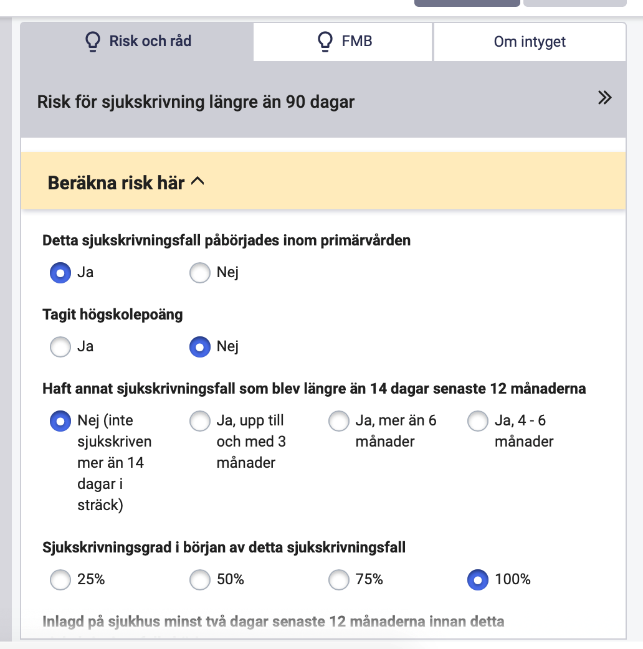 Risk och råd
FMB
Om intyget
Risk för sjukskrivning längre än 90 dagar
Beräkna risk här
Detta sjukskrivningsfall påbörjades inom primärvården
Ja
Nej
Tagit högskolepoäng
Ja
Nej
Haft annat sjukskrivningsfall som blev längre än 14 dagar senaste 12 månaderna
Nej (inte
sjukskriven
mer än 14
dagar i
sträck)
Ja, upp till
och med 3
månader
Ja, mer än 6
månader
Ja, 4 - 6
månader
Sjukskrivningsgrad i början av detta sjukskrivningsfall
25%
50%
75%
100%
Inlagd på sjukhus minst två dagar senaste 12 månaderna innan detta